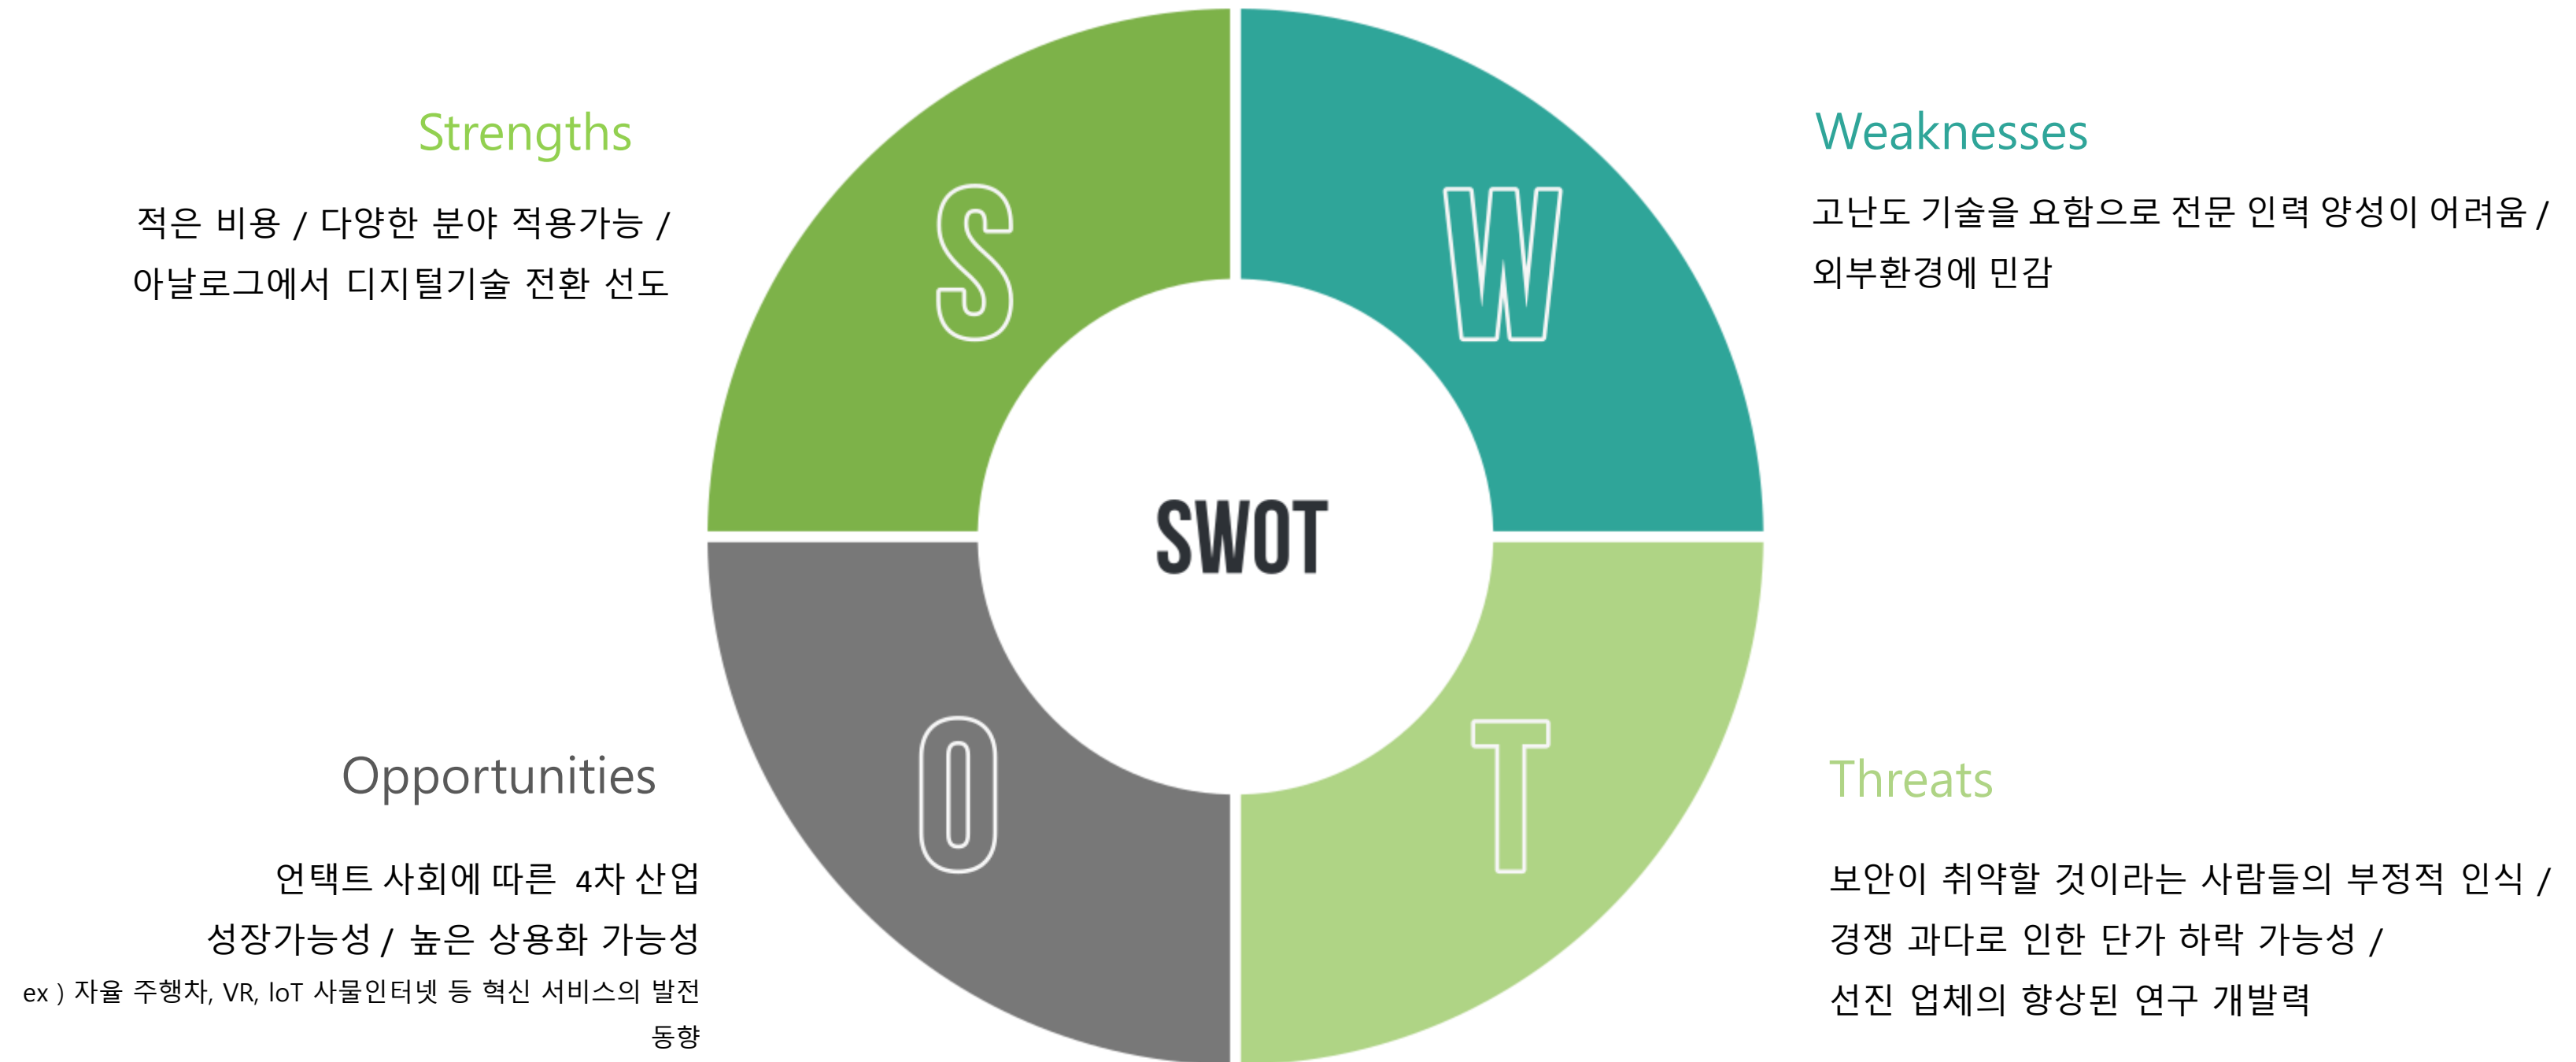 Strengths
적은 비용 / 다양한 분야 적용가능 /
아날로그에서 디지털기술 전환 선도
S
W
Weaknesses
고난도 기술을 요함으로 전문 인력 양성이 어려움 /
외부환경에 민감
SWOT
Opportunities
언택트 사회에 따른 4차 산업
성장가능성 / 높은 상용화 가능성
ex ) 자율 주행차, VR, IoT 사물인터넷 등 혁신 서비스의 발전
동향
O
T
Threats
보안이 취약할 것이라는 사람들의 부정적 인식 /
경쟁 과다로 인한 단가 하락 가능성 /
선진 업체의 향상된 연구 개발력